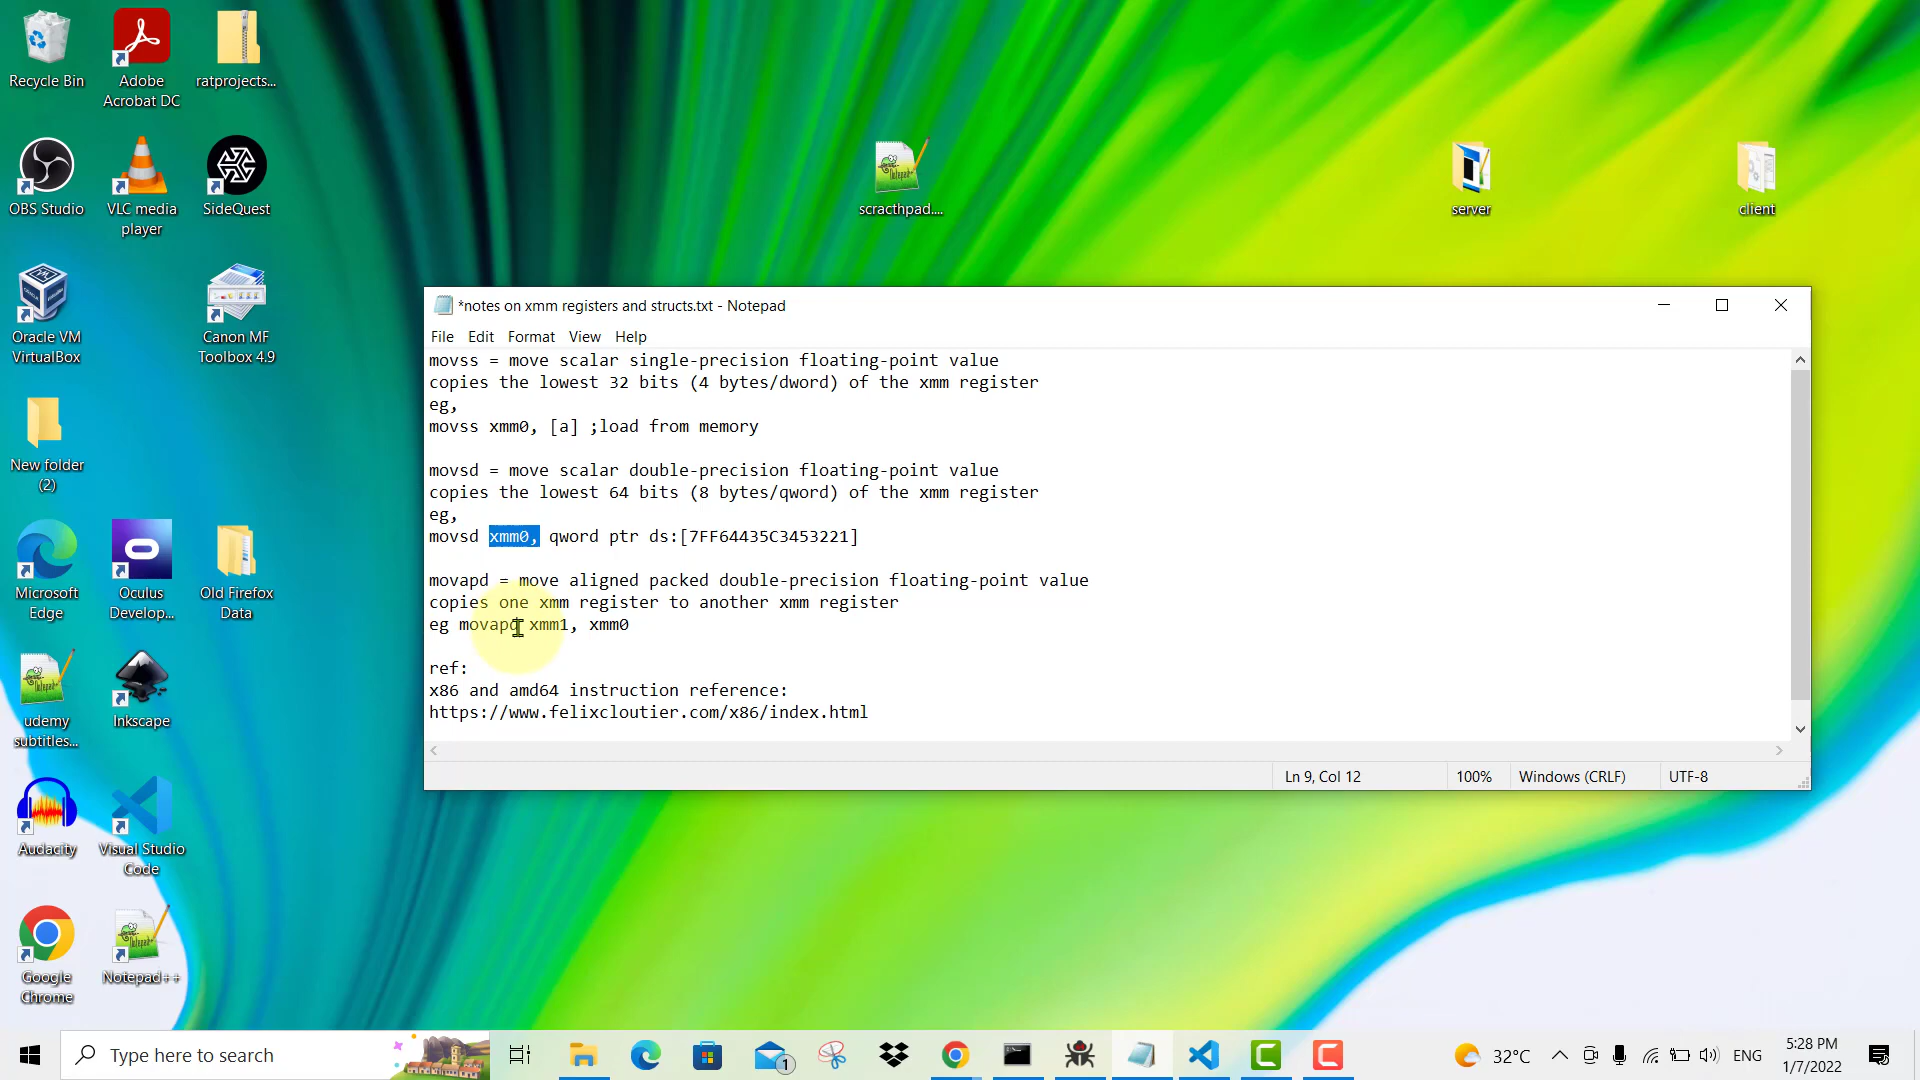 Recycle Bin
Adobe
Acrobat DC
ratprojects...
OBS Studio
VLC media
player
SideQuest
scracthpad....
server
client
Oracle VM
VirtualBox
Canon MF
Toolbox 4.9
New folder
(2)
Microsoft
Edge
Oculus
Develop...
Old Firefox
Data
udemy
subtitles...
Inkscape
Audacity
Visual Studio
Code
Google
Chrome
Notepad++
*notes on xmm registers and structs.txt - Notepad
File Edit Format View Help
movss = move scalar single-precision floating-point value
copies the lowest 32 bits (4 bytes/dword) of the xmm register
eg,
movss xmm0, [a] ;load from memory
movsd = move scalar double-precision floating-point value
copies the lowest 64 bits (8 bytes/qword) of the xmm register
eg,
movsd xmm0, qword ptr ds:[7FF64435C3453221]
movapd = move aligned packed double-precision floating-point value
copies one xmm register to another xmm register
eg movapd xmm1, xmm0
ref:
x86 and amd64 instruction reference:
https://www.felixcloutier.com/x86/index.html
Ln 9, Col 12 100% Windows (CRLF) UTF-8
Type here to search
1
32°C
ENG
5:28 PM
1/7/2022